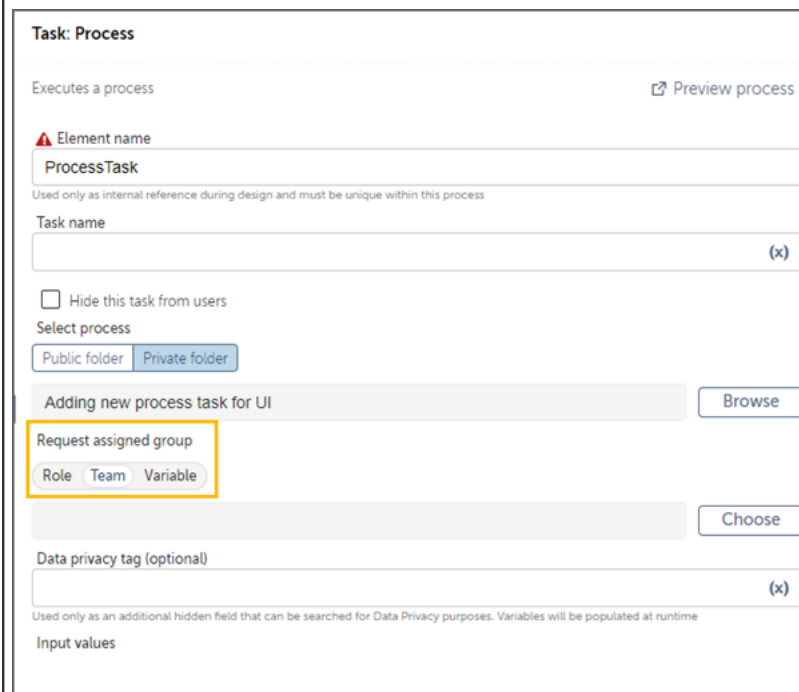 Task: Process
Executes a process
Preview process
Element name
ProcessTask
Used only as internal reference during design and must be unique within this process
Task name
(x)
Hide this task from users
Select process
Public folder Private folder
Adding new process task for UI
Browse
Request assigned group
Role Team Variable
Choose
Data privacy tag (optional)
(x)
Used only as an additional hidden field that can be searched for Data Privacy purposes. Variables will be populated at runtime
Input values